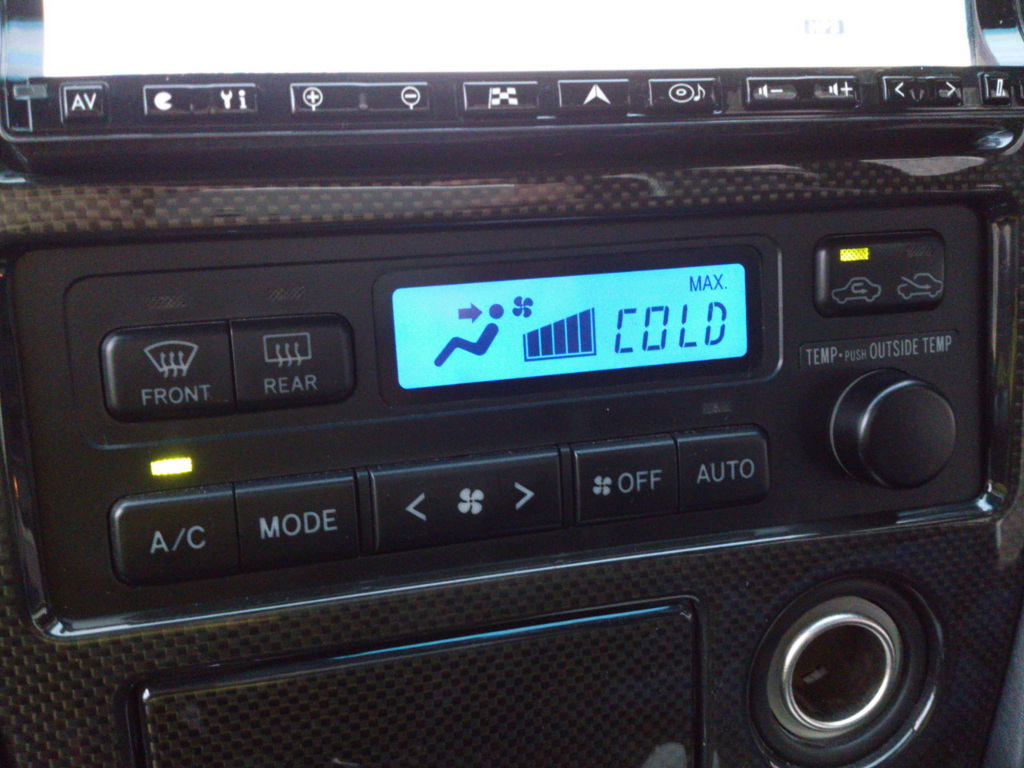 AV
MAX.
COLD
FRONT
REAR
TEMP•PUSH OUTSIDE TEMP
A/C
MODE
< >
OFF
AUTO